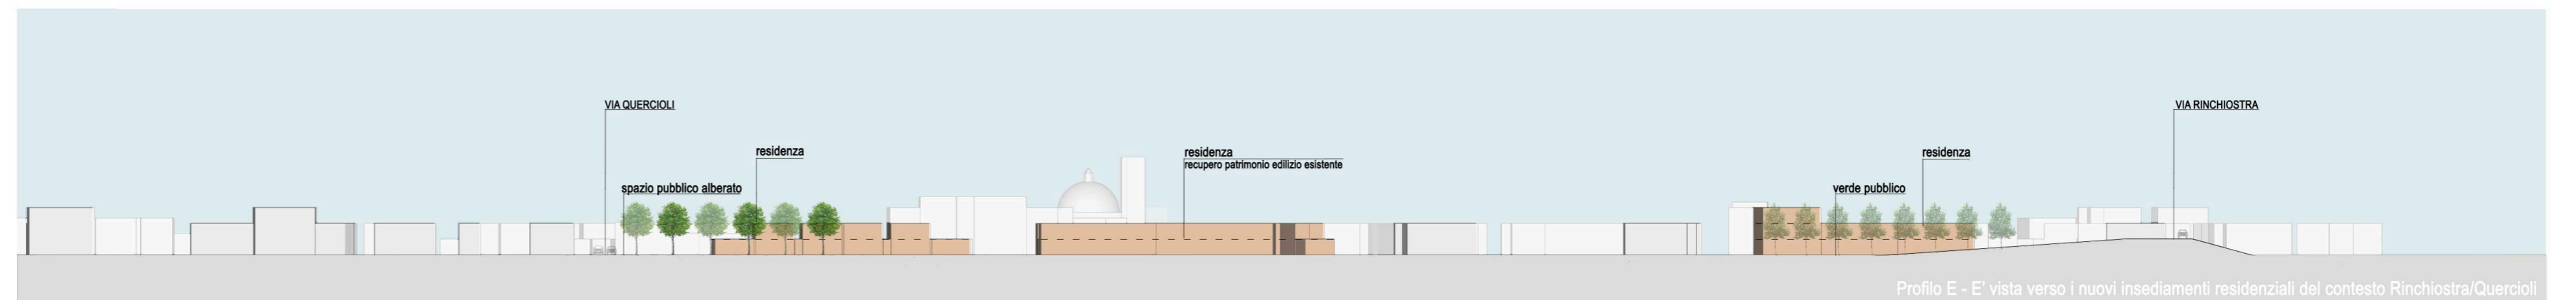 VIA QUERCIOLI
VIA RINCHIOSTRA
residenza
residenza
recupero patrimonio edilizio esistente
residenza
spazio pubblico alberato
verde pubblico
Profilo E - E' vista verso i nuovi insediamenti residenziali del contesto Rinchiostra/Quercioli